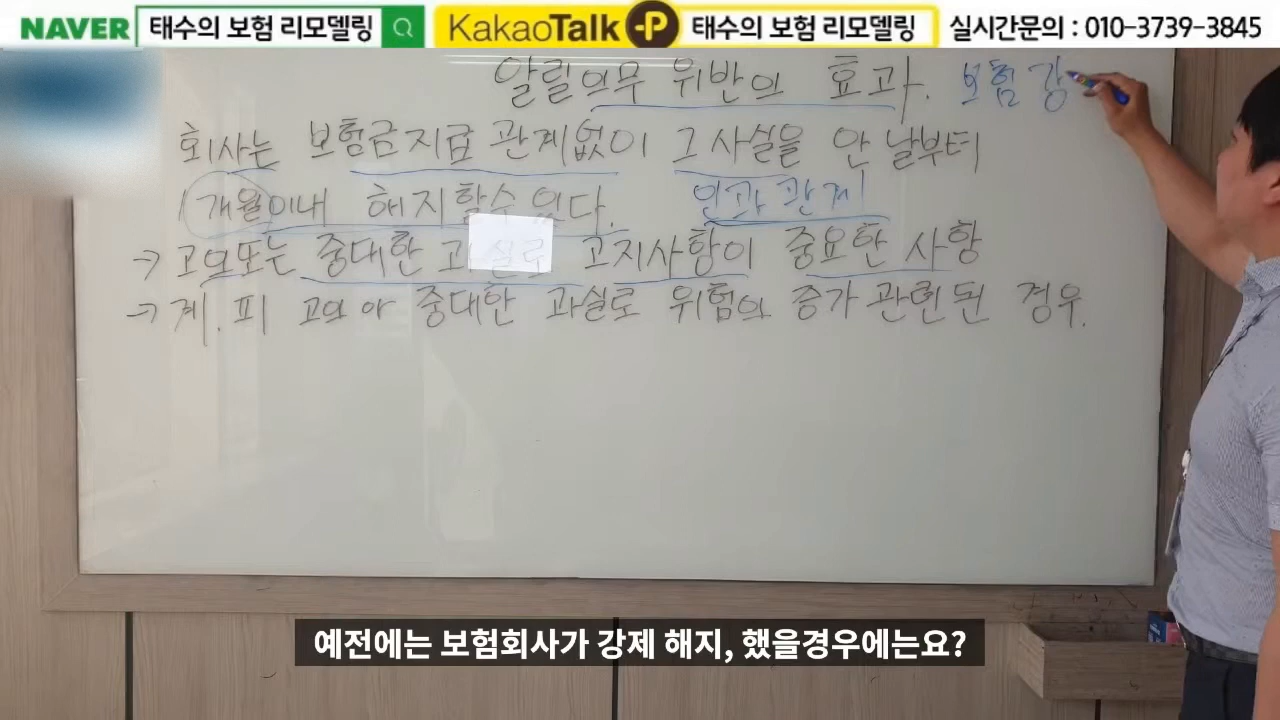 NAVER 태수의 보험 리모델링 KakaoTalk P 태수의 보험 리모델링 실시간문의 : 010-3739-3845
알릴의무 위반의 효과. 보험 강
회사는 보험금지급 관계없이 그 사실을 안 날부터
1개월이내 해지할수 있다. 인과관계
→ 고의또는 중대한 과실로 고지사항이 중요한 사항
→ 계.피 고의 아 중대한 과실로 위험의 증가 관련된 경우.
예전에는 보험회사가 강제 해지, 했을경우에는요?